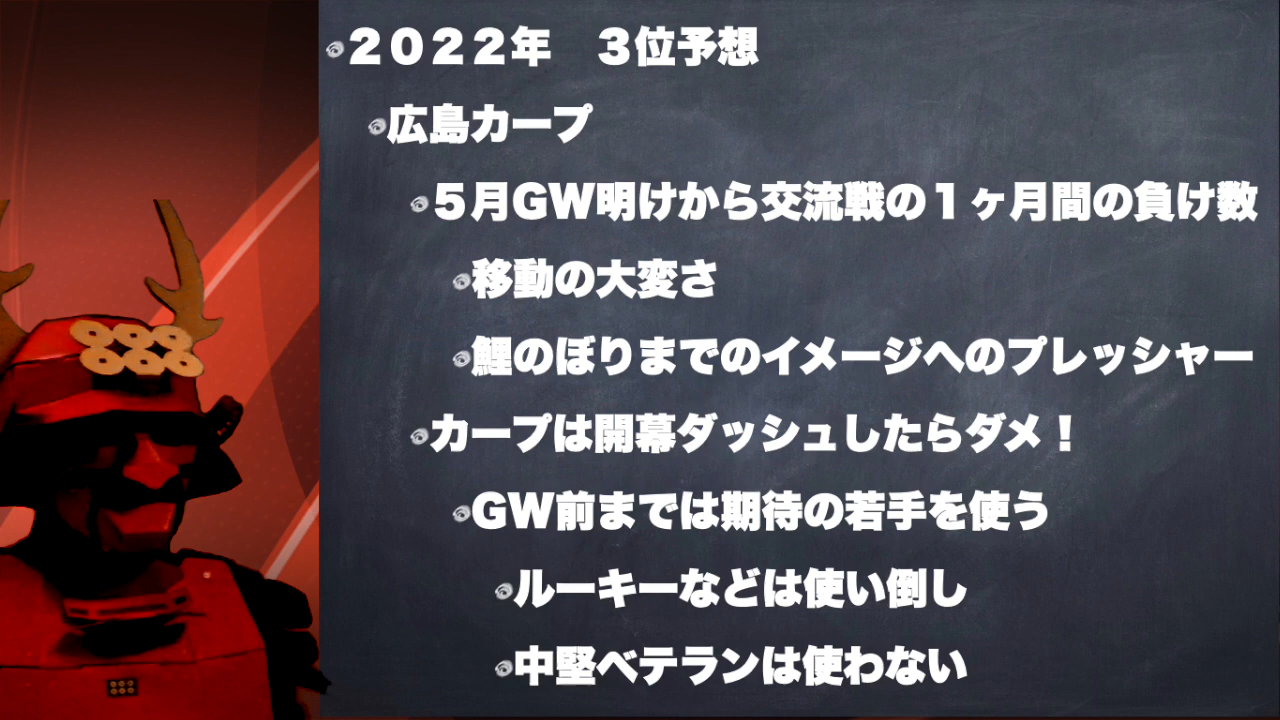 ２０２２年　３位予想
広島カープ
５月GW明けから交流戦の１ヶ月間の負け数
移動の大変さ
鯉のぼりまでのイメージへのプレッシャー
カープは開幕ダッシュしたらダメ！
GW前までは期待の若手を使う
ルーキーなどは使い倒し
中堅ベテランは使わない